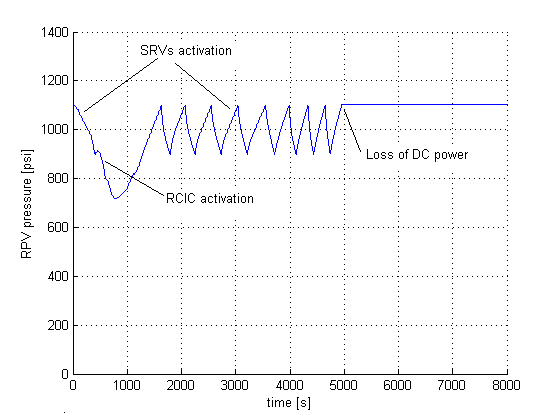 1400
SRVs activation
1200
1000
Loss of DC power
800
RCIC activation
600
400
200
0
RPV pressure [psi]
0 1000 2000 3000 4000 5000 6000 7000 8000
time [s]